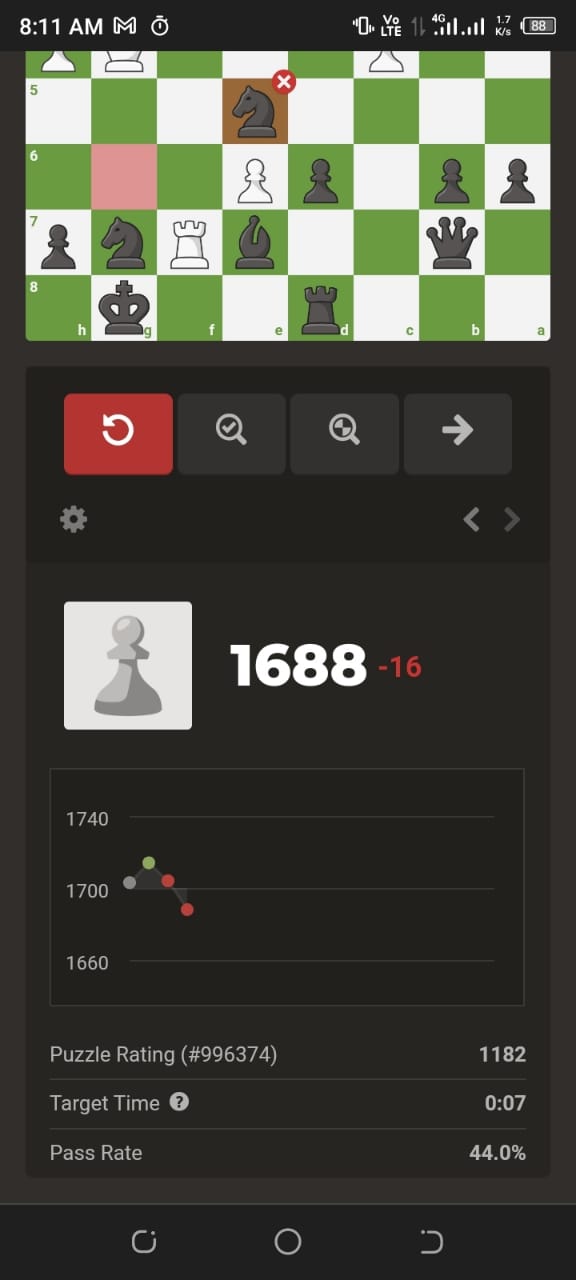 8:11 AM Vo LTE 4G 1.7 K/s 88
5
6
7
8
h g f e d c b a
1688 -16
1740
1700
1660
Puzzle Rating (#996374) 1182
Target Time ? 0:07
Pass Rate 44.0%